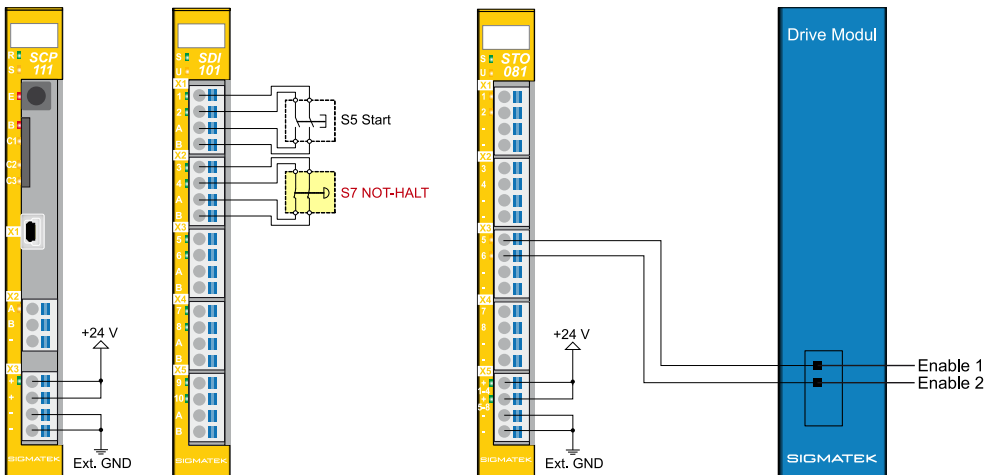 R SCP
S 111
E
B
C1
C2
C3
X1
X2
A
B
-
X3
+
+
-
-
+24 V
Ext. GND
SIGMATEK
S SDI
U 101
X1
1
2
A
B
X2
3
4
A
B
X3
5
6
A
B
X4
7
8
A
B
X5
9
10
A
B
S5 Start
S7 NOT-HALT
SIGMATEK
S STO
U 081
X1
1
2
-
-
X2
3
4
-
-
X3
5
6
-
-
X4
7
8
-
-
X5
+
1-4
+
5-8
-
-
+24 V
Ext. GND
SIGMATEK
Drive Modul
Enable 1
Enable 2
SIGMATEK